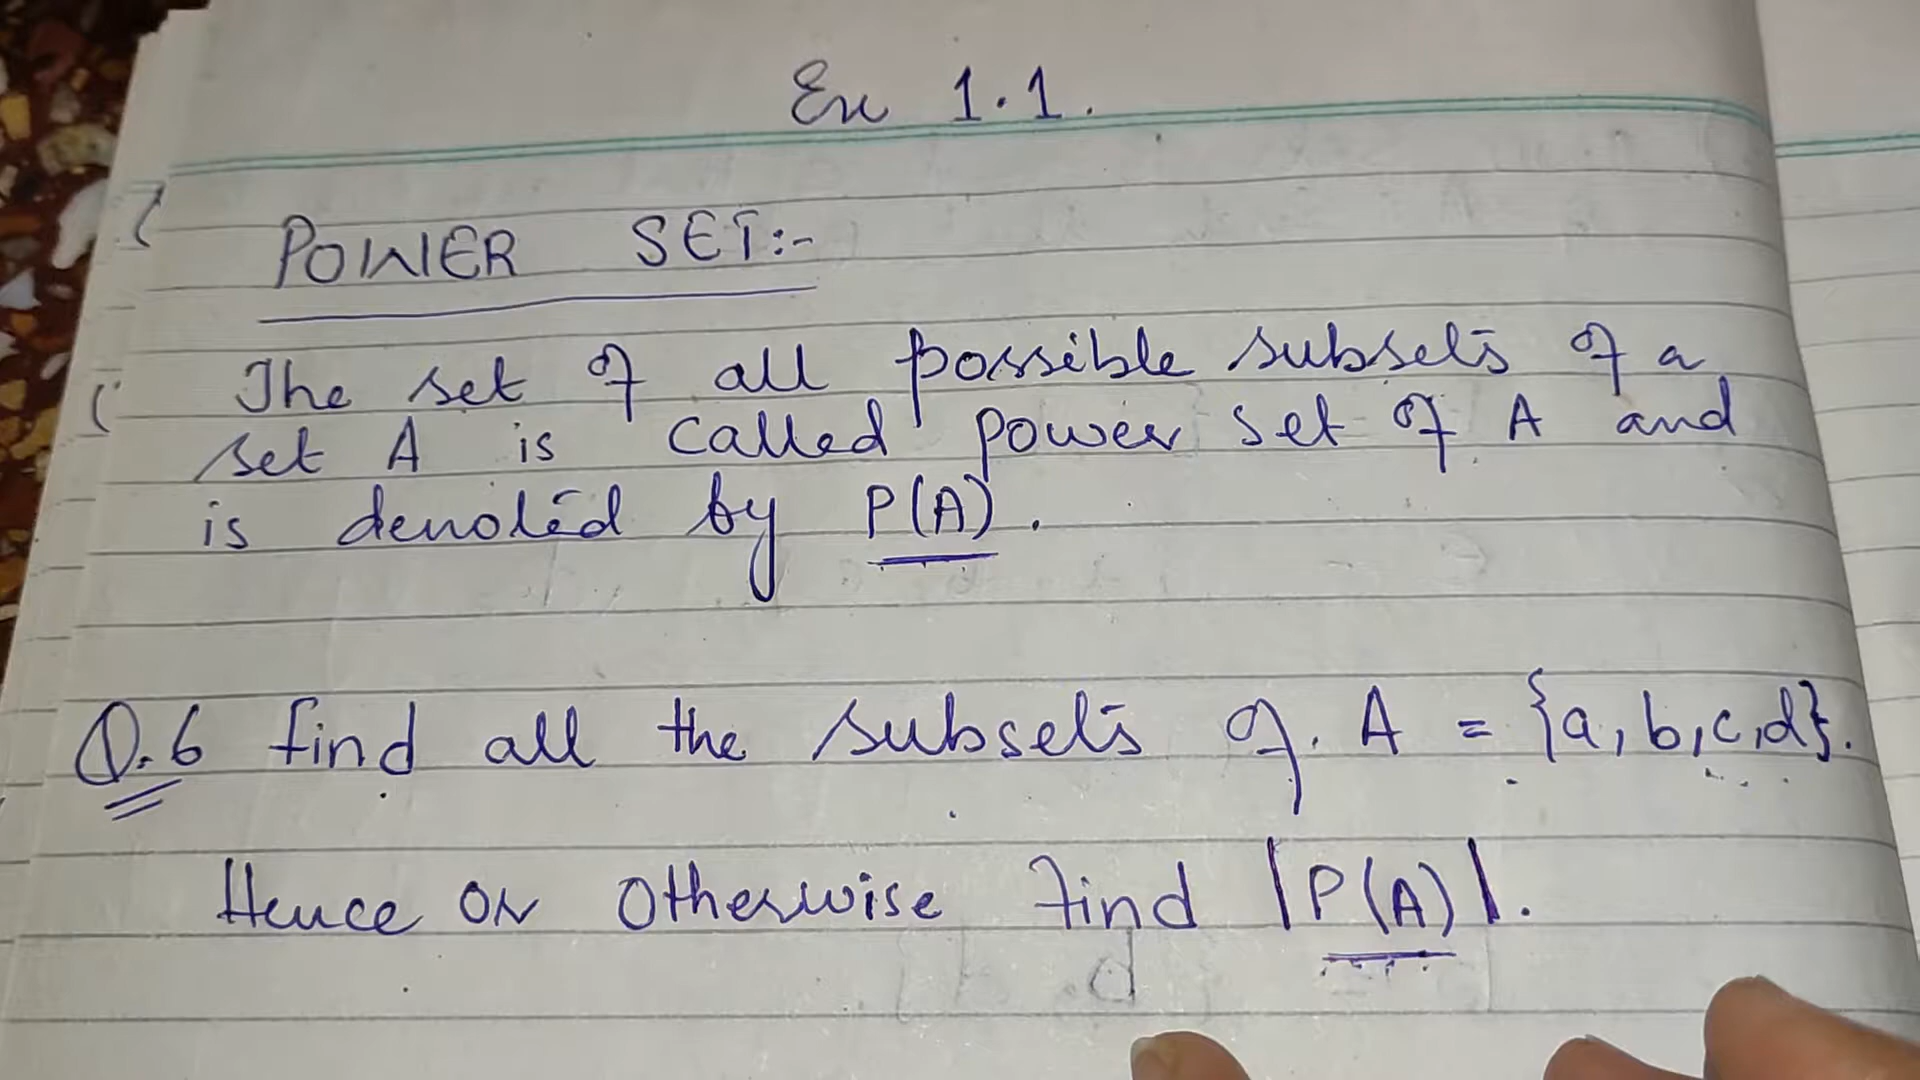 Ex 1.1.
POWER SET:-
The set of all possible subsets of a
set A is called power set of A and
is denoted by P(A).
Q.6 find all the subsets of. A = {a, b, c, d}.
Hence or otherwise find |P(A)|.